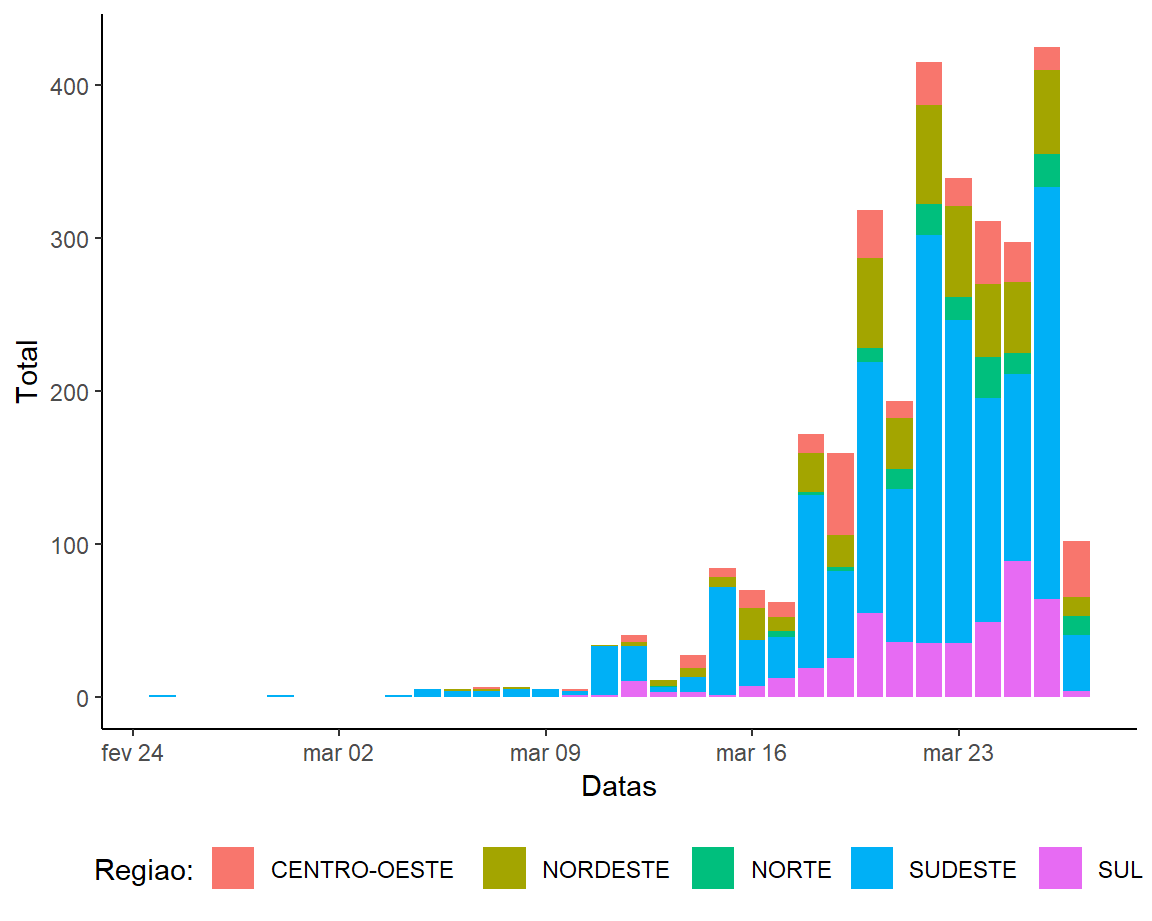 400
300
200
100
0
Total
fev 24 mar 02 mar 09 mar 16 mar 23
Datas
Regiao: CENTRO-OESTE NORDESTE NORTE SUDESTE SUL